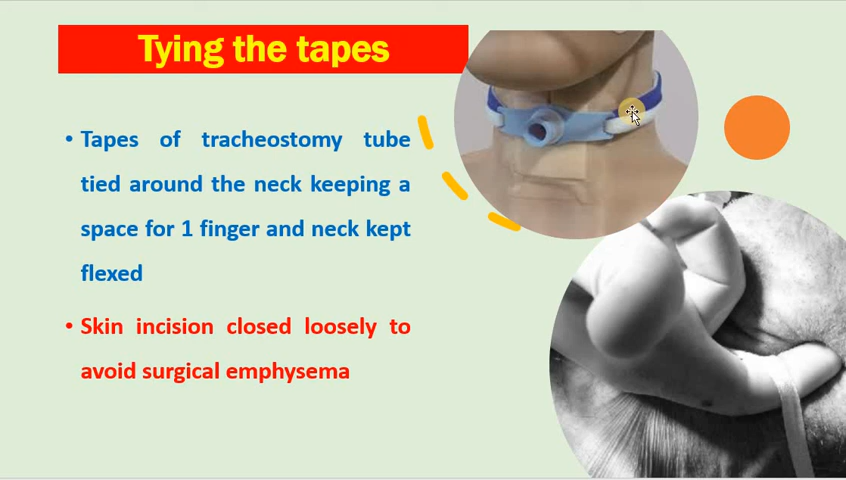 Tying the tapes
• Tapes of tracheostomy tube
tied around the neck keeping a
space for 1 finger and neck kept
flexed
• Skin incision closed loosely to
avoid surgical emphysema